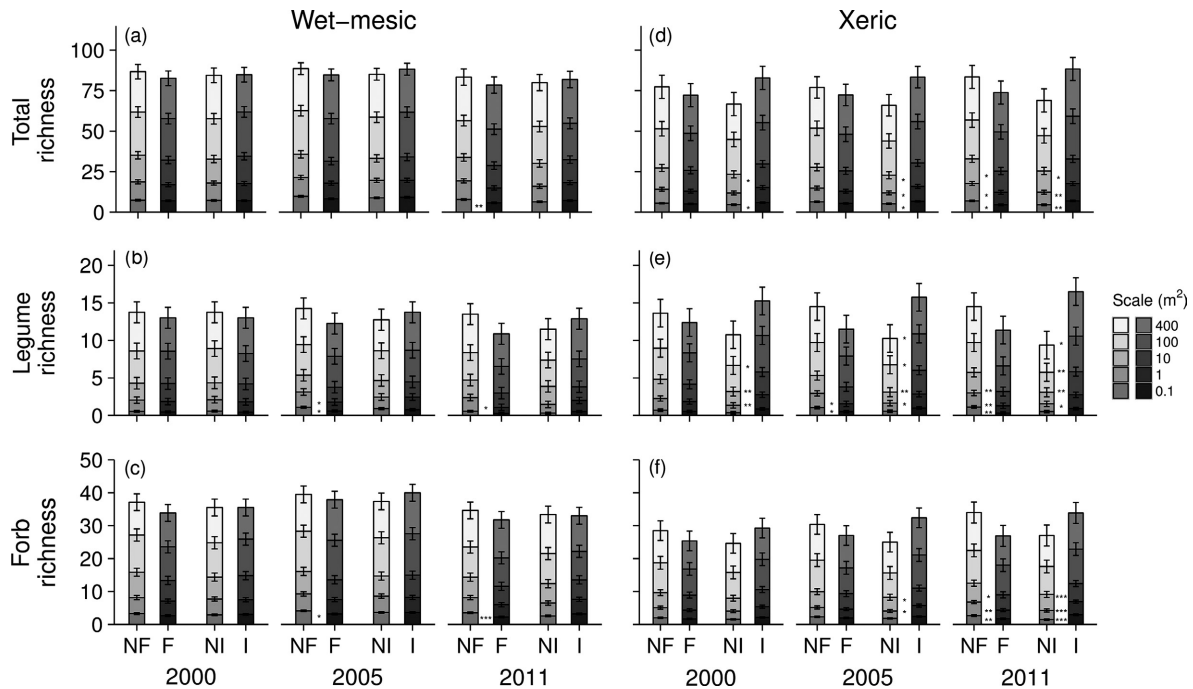 Wet−mesic
Xeric
(a)
(d)
Total richness
100
75
50
25
0
**
* *
* * *
* * *
* ** **
(b)
(e)
Legume richness
20
15
10
5
0
* *
*
* ** **
* *
* * ** *
** ** **
* ** ** *
Scale (m2)
400
100
10
1
0.1
(c)
(f)
Forb richness
50
40
30
20
10
0
*
***
* *
* ** **
*** *** ***
NF F NI I NF F NI I NF F NI I NF F NI I NF F NI I NF F NI I
2000 2005 2011 2000 2005 2011